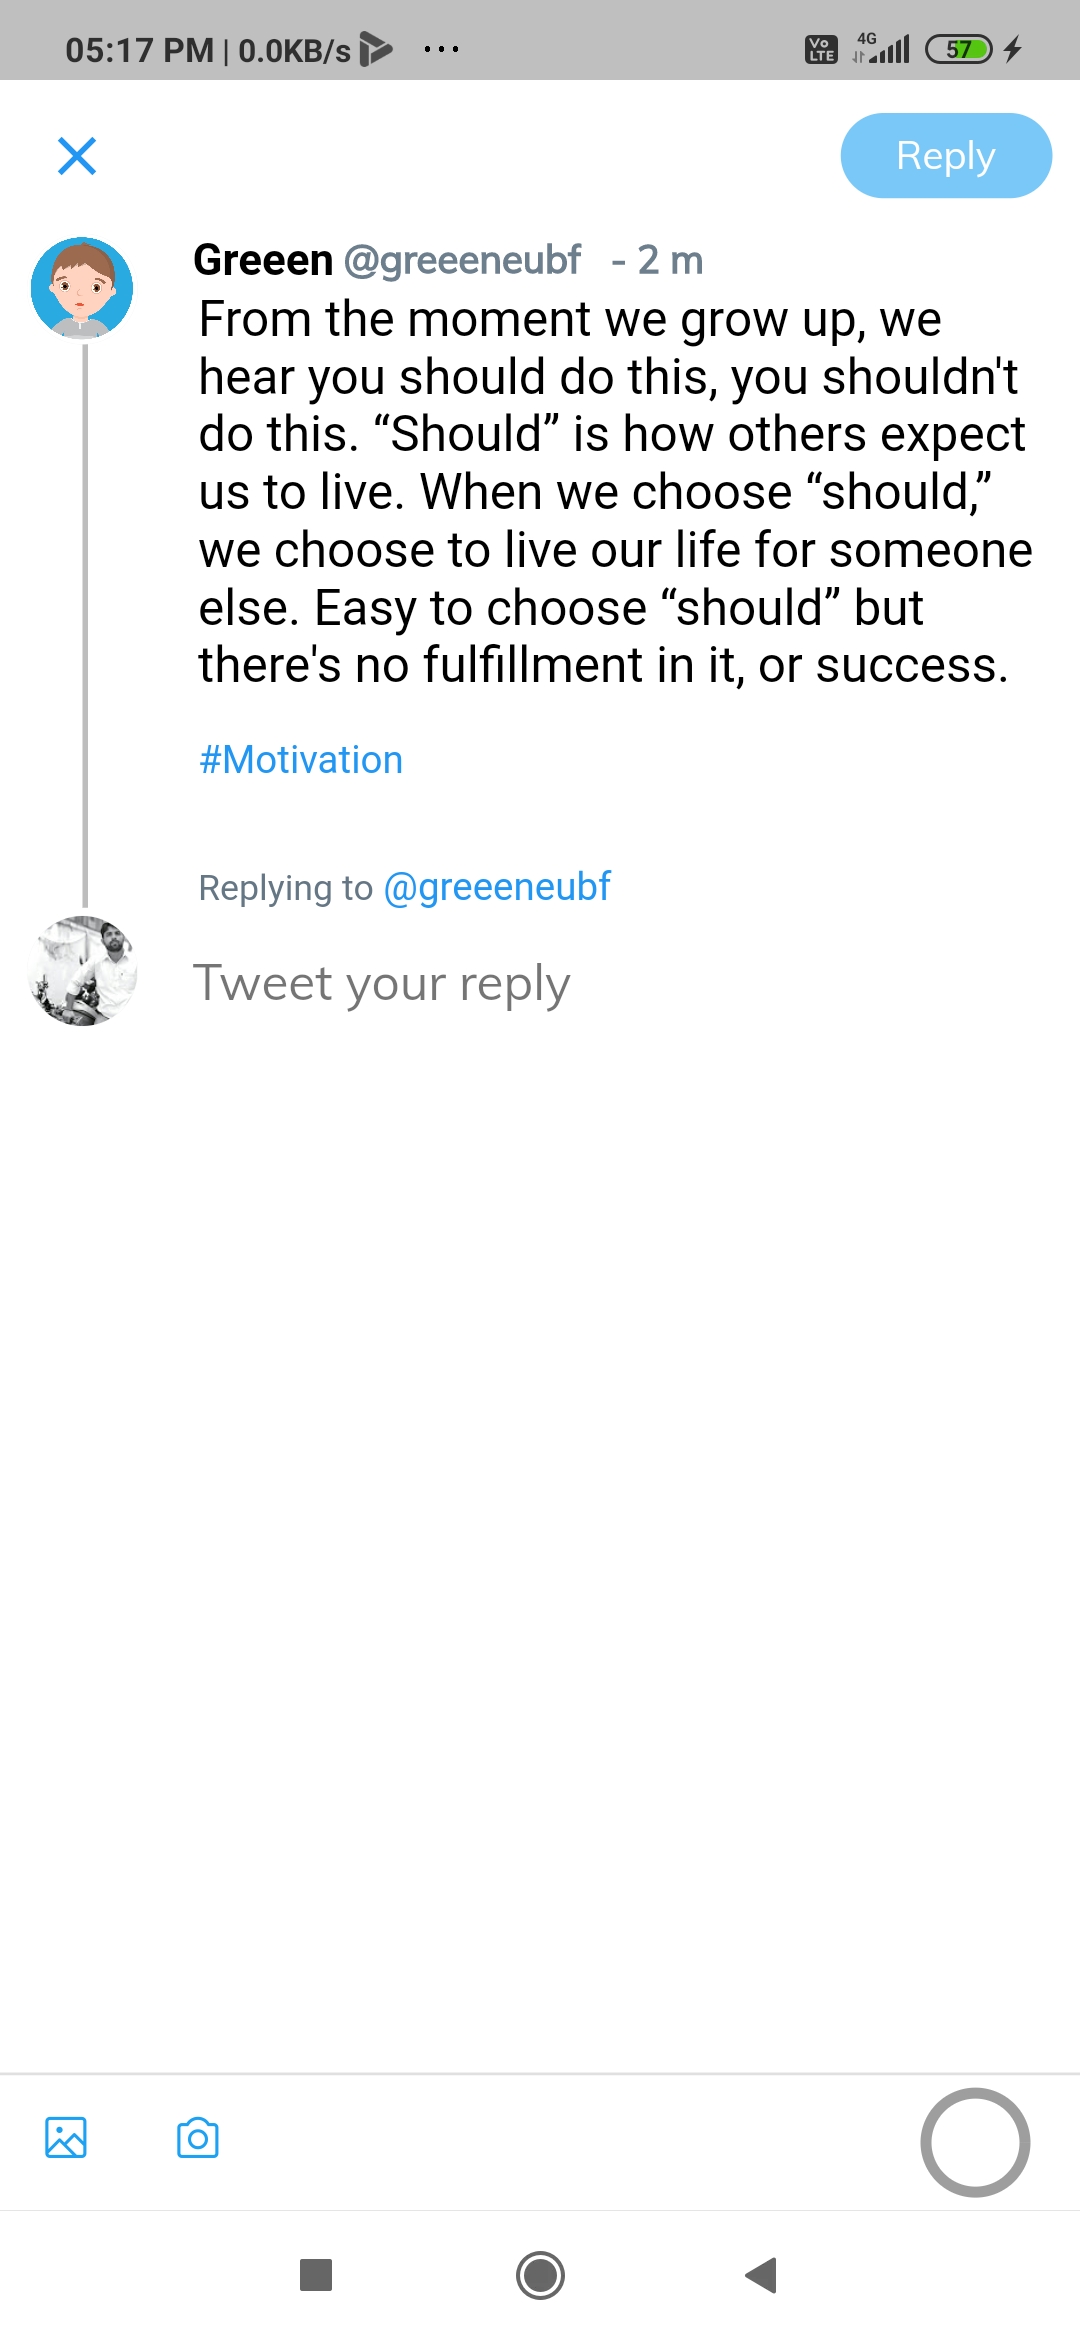 05:17 PM | 0.0KB/s ...
Vo LTE 4G 57
Reply
Greeen @greeeneubf - 2 m
From the moment we grow up, we
hear you should do this, you shouldn't
do this. “Should” is how others expect
us to live. When we choose “should,”
we choose to live our life for someone
else. Easy to choose “should” but
there's no fulfillment in it, or success.
#Motivation
Replying to @greeeneubf
Tweet your reply